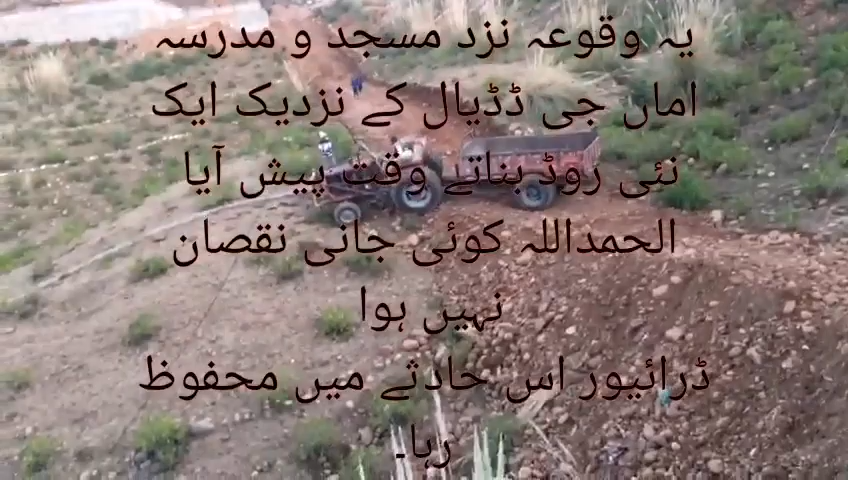 یہ وقوعہ نزد مسجد و مدرسہ
اماں جی ڈڈیال کے نزدیک ایک
نئی روڈ بناتے وقت پیش آیا
الحمداللہ کوئی جانی نقصان
نہیں ہوا
ڈرائیور اس حادثے میں محفوظ
رہا۔